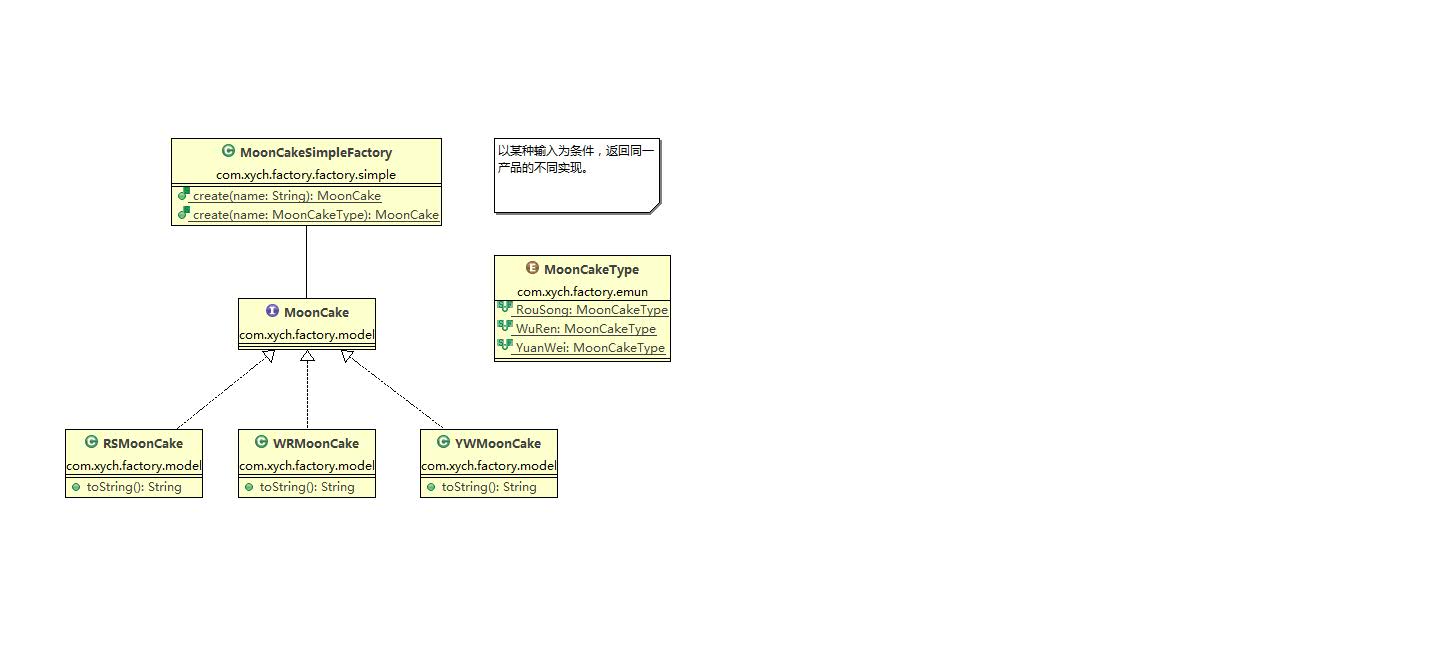 MoonCakeSimpleFactory
com.xych.factory.factory.simple
create(name: String): MoonCake
create(name: MoonCakeType): MoonCake
以某种输入为条件，返回同一
产品的不同实现。
MoonCakeType
com.xych.factory.emun
RouSong: MoonCakeType
WuRen: MoonCakeType
YuanWei: MoonCakeType
MoonCake
com.xych.factory.model
RSMoonCake
com.xych.factory.model
toString(): String
WRMoonCake
com.xych.factory.model
toString(): String
YWMoonCake
com.xych.factory.model
toString(): String